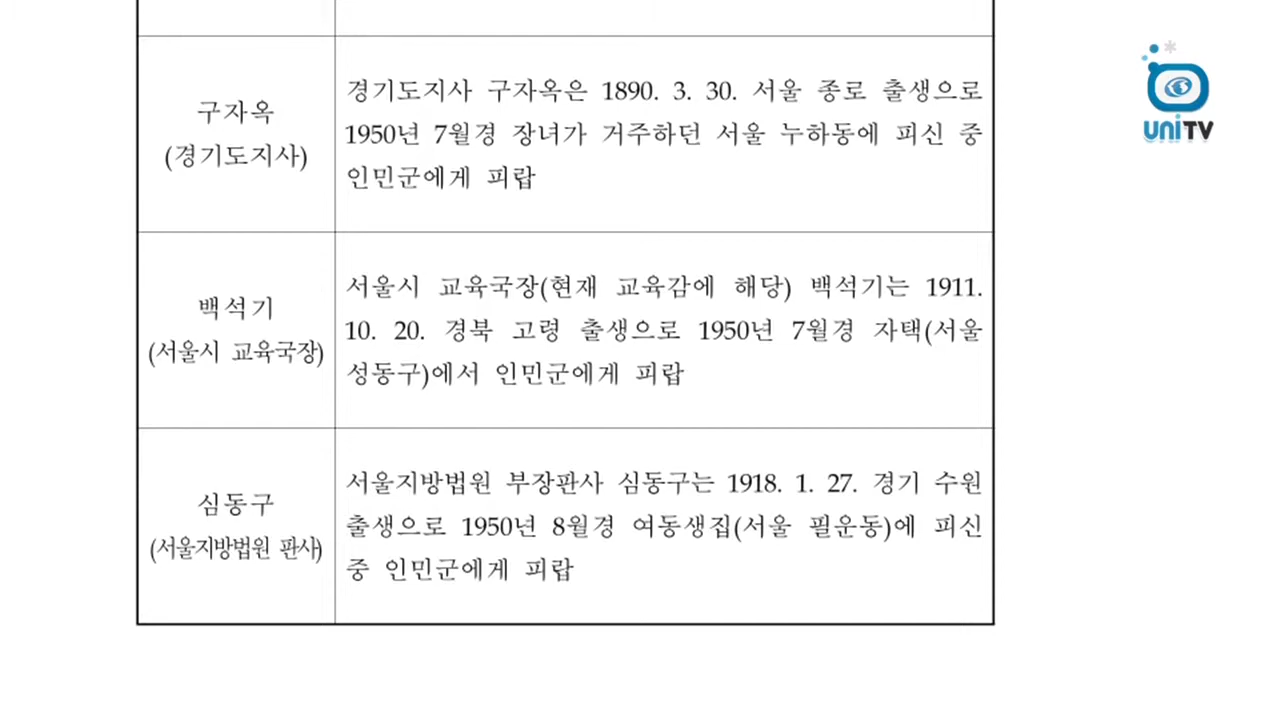 구자옥
(경기도지사)
경기도지사 구자옥은 1890. 3. 30. 서울 종로 출생으로
1950년 7월경 장녀가 거주하던 서울 누하동에 피신 중
인민군에게 피랍
백석기
(서울시 교육국장)
서울시 교육국장(현재 교육감에 해당) 백석기는 1911.
10. 20. 경북 고령 출생으로 1950년 7월경 자택(서울
성동구)에서 인민군에게 피랍
심동구
(서울지방법원 판사)
서울지방법원 부장판사 심동구는 1918. 1. 27. 경기 수원
출생으로 1950년 8월경 여동생집(서울 필운동)에 피신
중 인민군에게 피랍
UNiTV